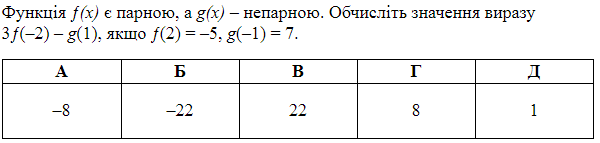 Функція f(x) є парною, а g(x) – непарною. Обчисліть значення виразу
3f(–2) – g(1), якщо f(2) = –5, g(–1) = 7.
А Б В Г Д
–8 –22 22 8 1